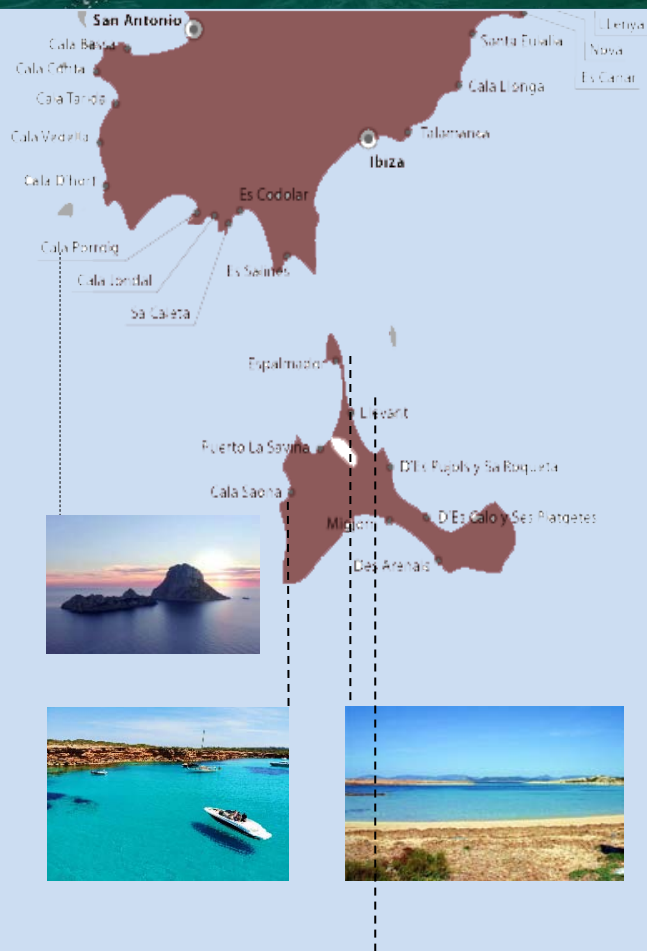 San Antonio
Cala Bassa
Cala Conta
Cala Tarida
Cala Vedella
Cala D'hort
Cala Porroig
Cala Jondal
Sa Caleta
Es Codolar
Es Salines
Ibiza
Talamanca
Cala Llonga
Santa Eulalia
Nova
Es Canar
Espalmador
Llevant
Puerto La Savina
Cala Saona
D'Es Pujols y Sa Roqueta
Migjorn
D'Es Calo y Ses Platgetes
Des Arenals